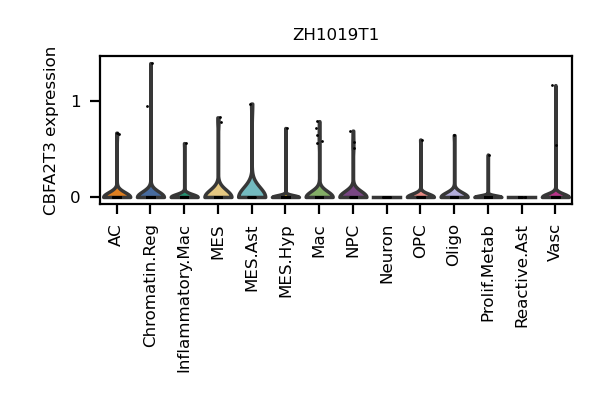 ZH1019T1
CBFA2T3 expression
1
0
AC
Chromatin.Reg
Inflammatory.Mac
MES
MES.Ast
MES.Hyp
Mac
NPC
Neuron
OPC
Oligo
Prolif.Metab
Reactive.Ast
Vasc